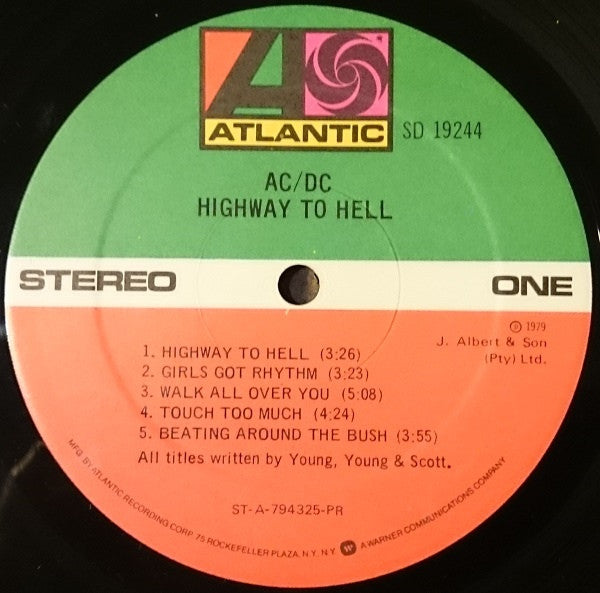 ATLANTIC
SD 19244
AC/DC
HIGHWAY TO HELL
STEREO
ONE
Ⓟ 1979
J. Albert & Son
(Pty) Ltd.
1. HIGHWAY TO HELL (3:26)
2. GIRLS GOT RHYTHM (3:23)
3. WALK ALL OVER YOU (5:08)
4. TOUCH TOO MUCH (4:24)
5. BEATING AROUND THE BUSH (3:55)
All titles written by Young, Young & Scott.
ST-A-794325-PR
MFG. BY ATLANTIC RECORDING CORP. 75 ROCKEFELLER PLAZA, N.Y. N.Y. W A WARNER COMMUNICATIONS COMPANY